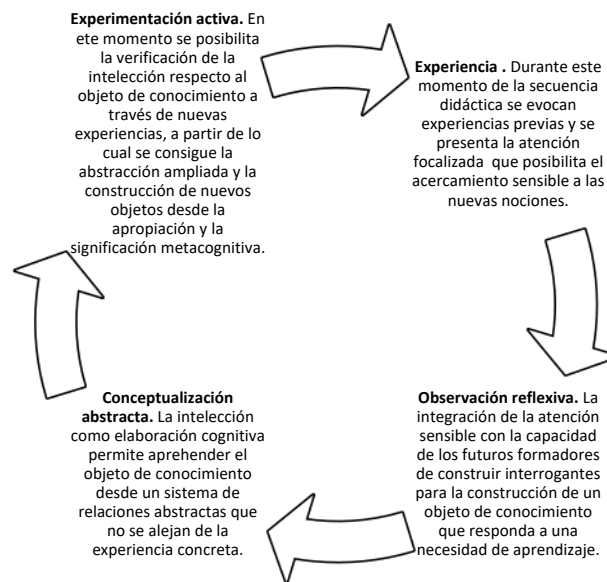 Experimentación activa. En
ete momento se posibilita
la verificación de la
intelección respecto al
objeto de conocimiento a
través de nuevas
experiencias, a partir de lo
cual se consigue la
abstracción ampliada y la
construcción de nuevos
objetos desde la
apropiación y la
significación metacognitiva.
Experiencia . Durante este
momento de la secuencia
didáctica se evocan
experiencias previas y se
presenta la atención
focalizada que posibilita el
acercamiento sensible a las
nuevas nociones.
Observación reflexiva. La
integración de la atención
sensible con la capacidad
de los futuros formadores
de construir interrogantes
para la construcción de un
objeto de conocimiento
que responda a una
necesidad de aprendizaje.
Conceptualización
abstracta. La intelección
como elaboración cognitiva
permite aprehender el
objeto de conocimiento
desde un sistema de
relaciones abstractas que
no se alejan de la
experiencia concreta.